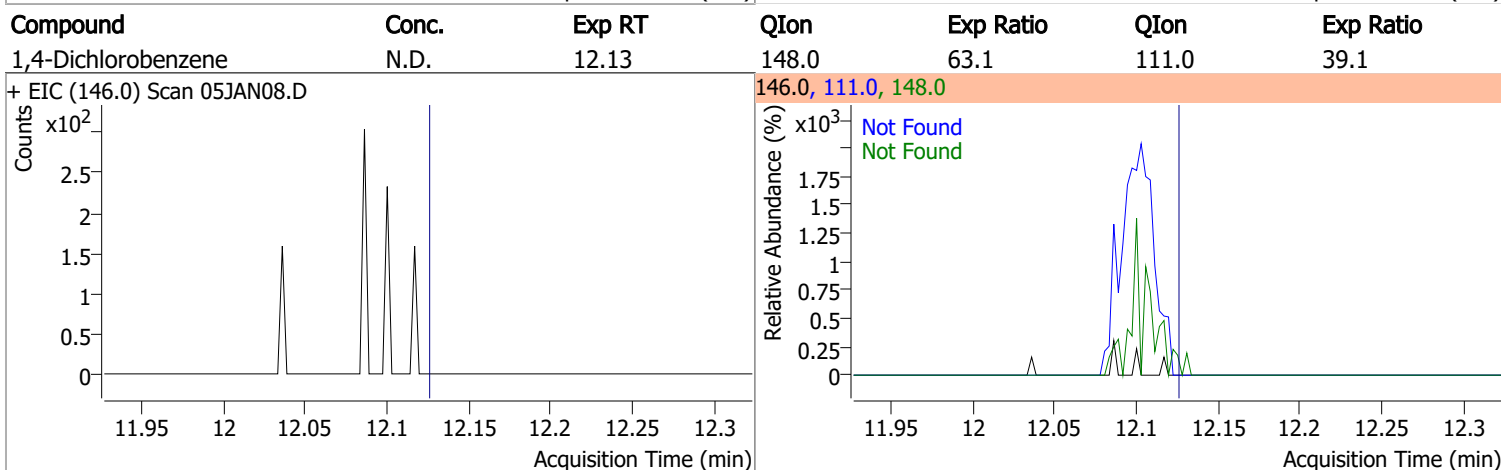 Compound Conc. Exp RT QIon Exp Ratio QIon Exp Ratio
1,4-Dichlorobenzene N.D. 12.13 148.0 63.1 111.0 39.1
+ EIC (146.0) Scan 05JAN08.D
Counts
x10²
2.5
2
1.5
1
0.5
0
11.95 12 12.05 12.1 12.15 12.2 12.25 12.3
Acquisition Time (min)
146.0, 111.0, 148.0
Relative Abundance (%)
x10³
Not Found
Not Found
1.75
1.5
1.25
1
0.75
0.5
0.25
0
11.95 12 12.05 12.1 12.15 12.2 12.25 12.3
Acquisition Time (min)